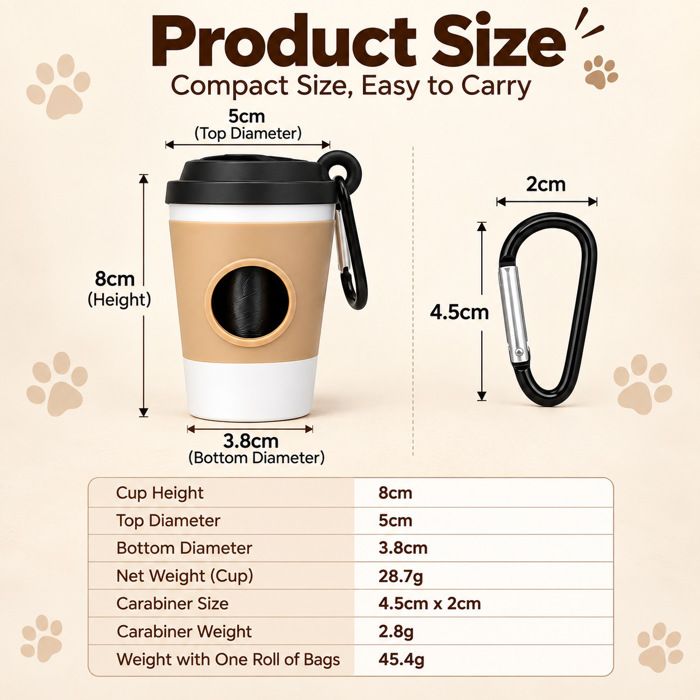 Product Size
Compact Size, Easy to Carry
5cm
(Top Diameter)
8cm
(Height)
3.8cm
(Bottom Diameter)
2cm
4.5cm
Cup Height 8cm
Top Diameter 5cm
Bottom Diameter 3.8cm
Net Weight (Cup) 28.7g
Carabiner Size 4.5cm x 2cm
Carabiner Weight 2.8g
Weight with One Roll of Bags 45.4g